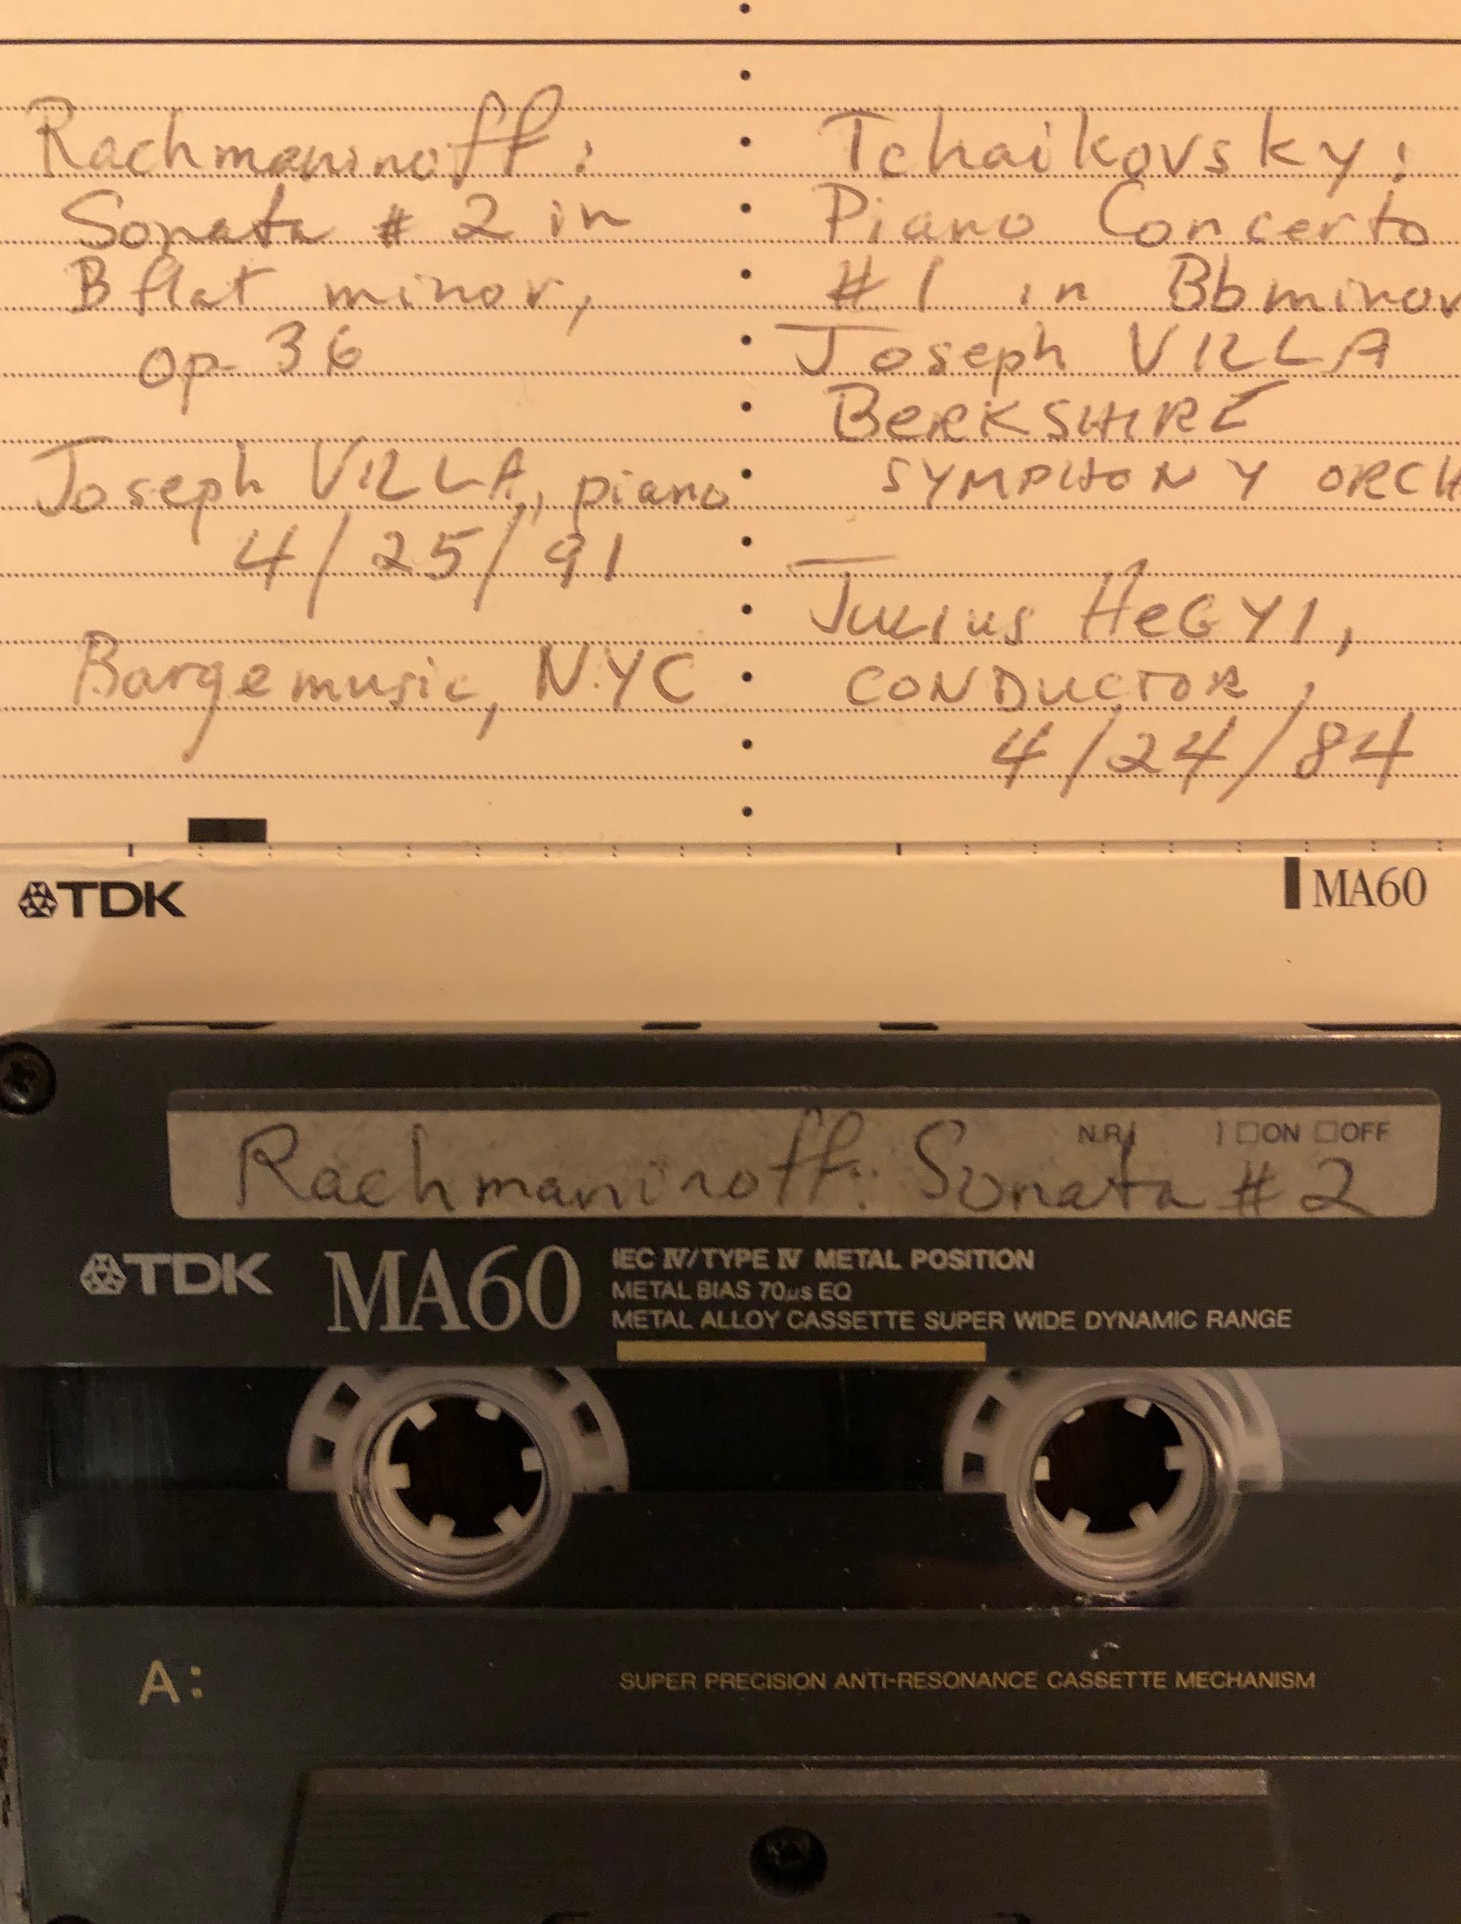 Rachmaninoff:
Sonata # 2 in
B flat minor,
op 36
Joseph VILLA, piano
4/25/91
Bargemusic, NYC
Tchaikovsky:
Piano Concerto
#1 in Bb minor
Joseph VILLA
BERKSHIRE
SYMPHONY ORCH
Julius HeGYI,
CONDUCTOR,
4/24/84
TDK
MA60
N.R. ON OFF
Rachmaninoff: Sonata # 2
TDK MA60
IEC IV/TYPE IV METAL POSITION
METAL BIAS 70µs EQ
METAL ALLOY CASSETTE SUPER WIDE DYNAMIC RANGE
A:
SUPER PRECISION ANTI-RESONANCE CASSETTE MECHANISM